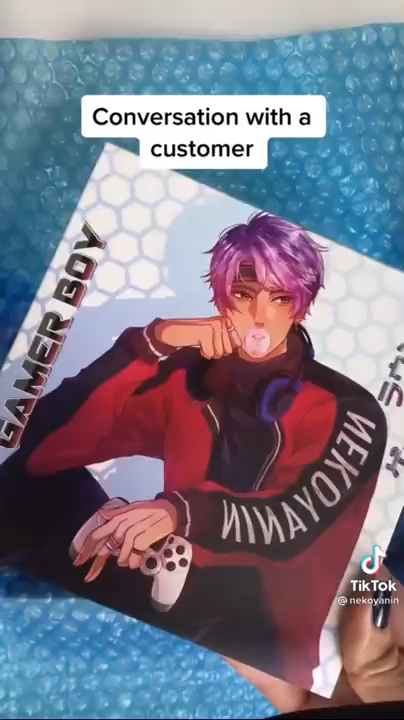 Conversation with a
customer
GAMER BOY
NEKOYANIN
TikTok
@nekoyanin